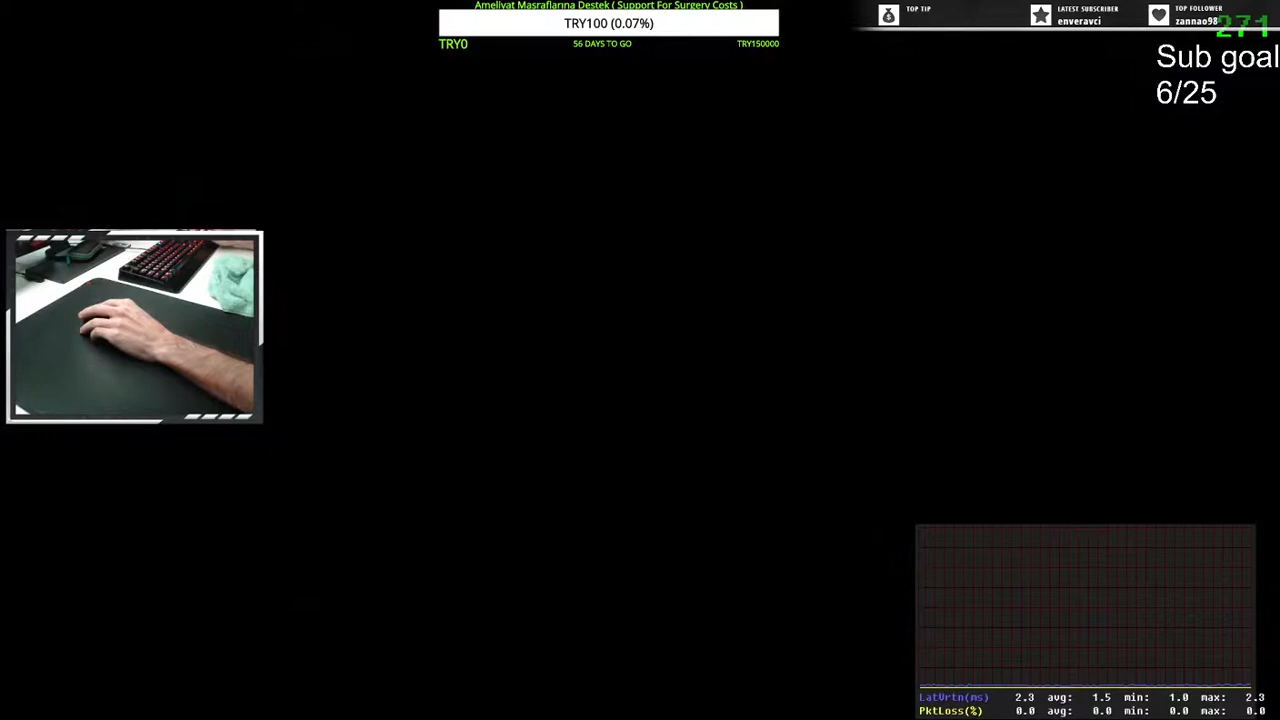 Ameliyat Masraflarına Destek ( Support For Surgery Costs )
TRY100 (0.07%)
TRY0 56 DAYS TO GO TRY150000
TOP TIP
LATEST SUBSCRIBER
enveravci
TOP FOLLOWER
zannao98
271
Sub goal
6/25
LatVrtn(ms) 2.3 avg: 1.5 min: 1.0 max: 2.3
PktLoss(%) 0.0 avg: 0.0 min: 0.0 max: 0.0